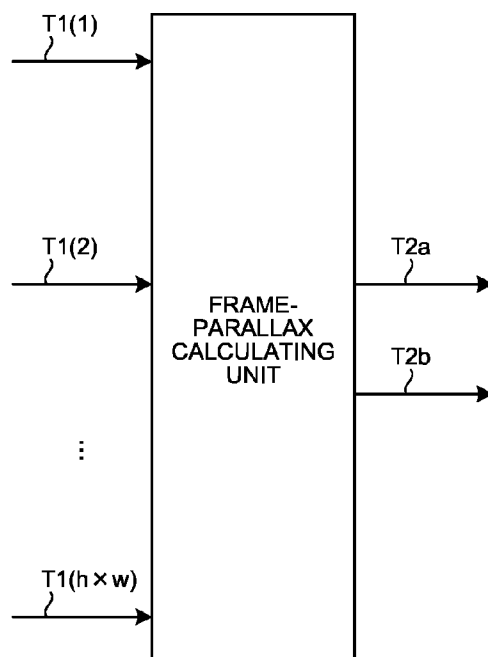 T1(1)
T1(2)
T2a
FRAME-
PARALLAX
CALCULATING
UNIT
T2b
...
T1(h×w)